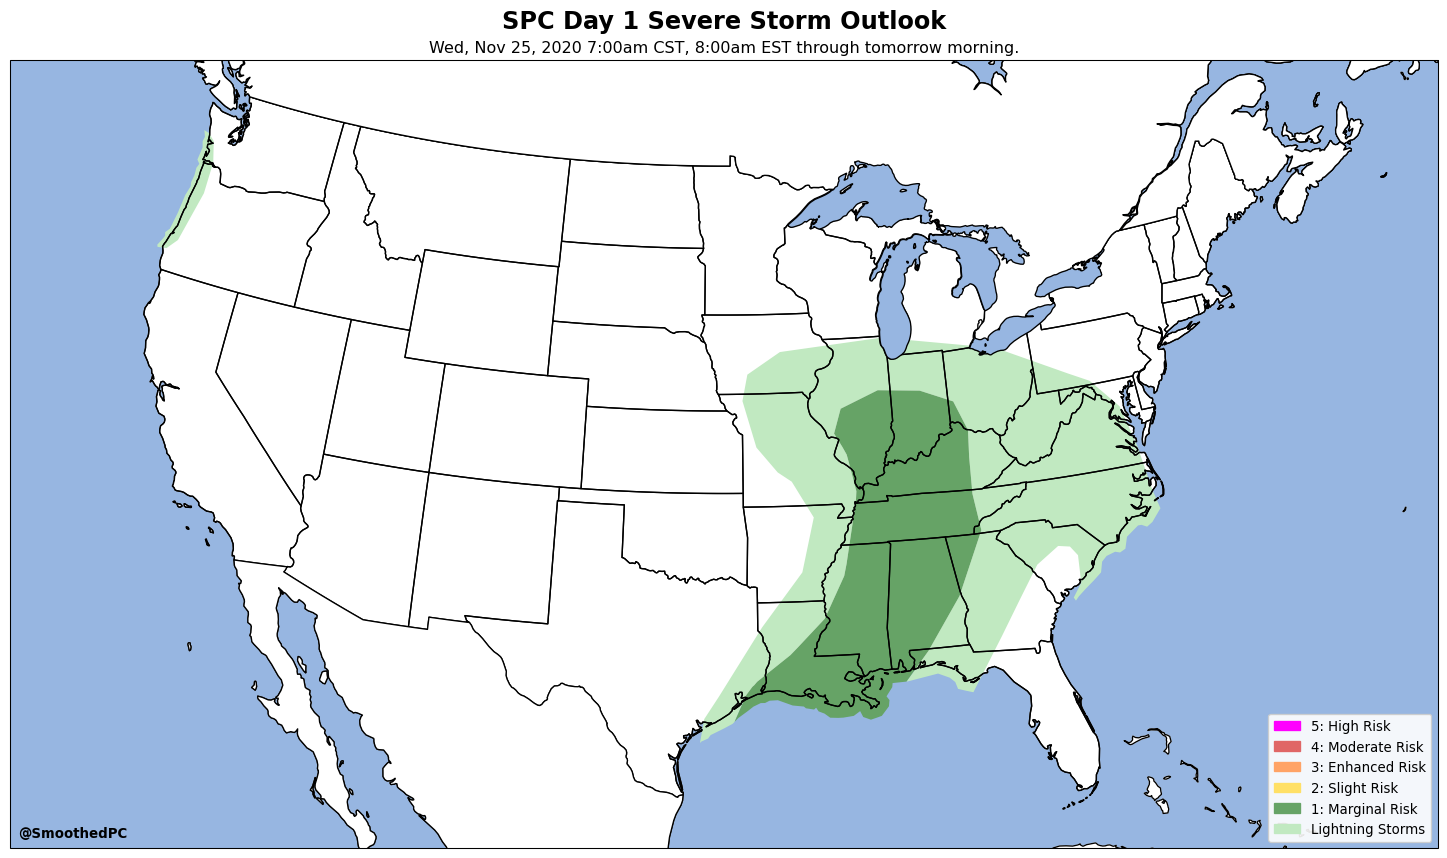 SPC Day 1 Severe Storm Outlook
Wed, Nov 25, 2020 7:00am CST, 8:00am EST through tomorrow morning.
5: High Risk
4: Moderate Risk
3: Enhanced Risk
2: Slight Risk
1: Marginal Risk
Lightning Storms
@SmoothedPC